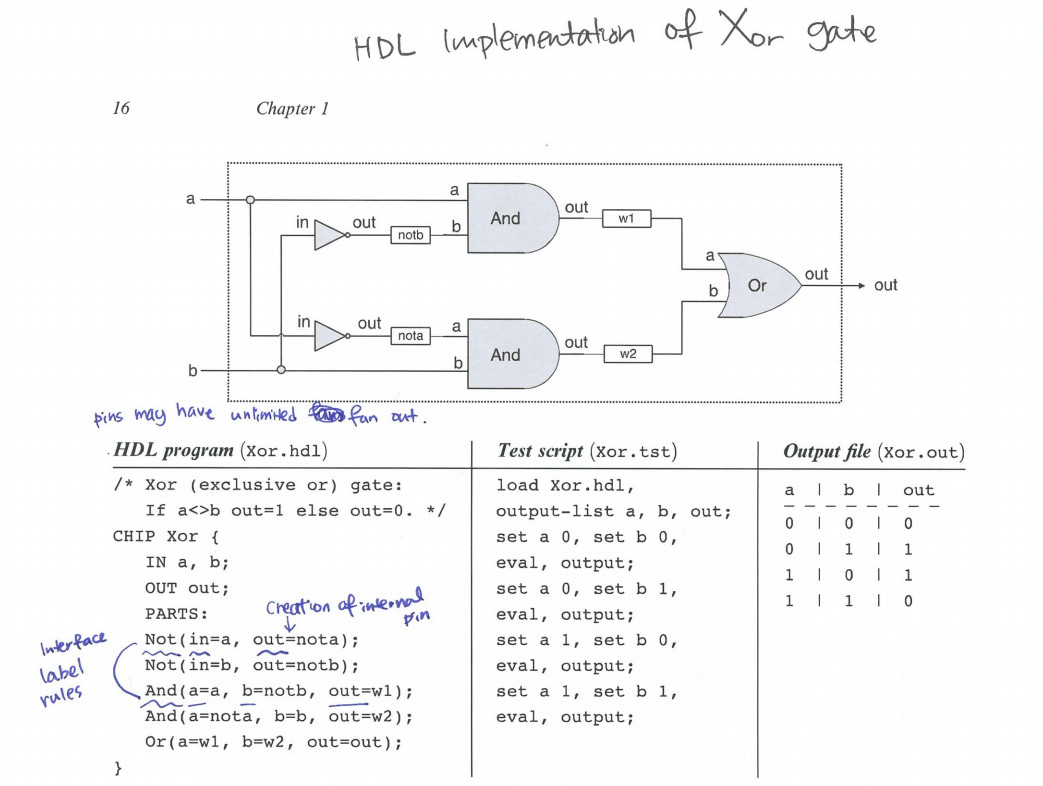 HDL Implementation of Xor gate
16 Chapter 1
a
a
And
out
w1
in
out
notb
b
a
Or
out
out
b
in
out
nota
a
And
out
w2
b
b
pins may have unlimited fan out.
HDL program (Xor.hdl)
/* Xor (exclusive or) gate:
If a<>b out=1 else out=0. */
CHIP Xor {
IN a, b;
OUT out;
PARTS:
Creation of internal pin
Interface
label
rules
Not(in=a, out=nota);
Not(in=b, out=notb);
And(a=a, b=notb, out=w1);
And(a=nota, b=b, out=w2);
Or(a=w1, b=w2, out=out);
}
Test script (Xor.tst)
load Xor.hdl,
output-list a, b, out;
set a 0, set b 0,
eval, output;
set a 0, set b 1,
eval, output;
set a 1, set b 0,
eval, output;
set a 1, set b 1,
eval, output;
Output file (Xor.out)
a | b | out
0 | 0 | 0
0 | 1 | 1
1 | 0 | 1
1 | 1 | 0